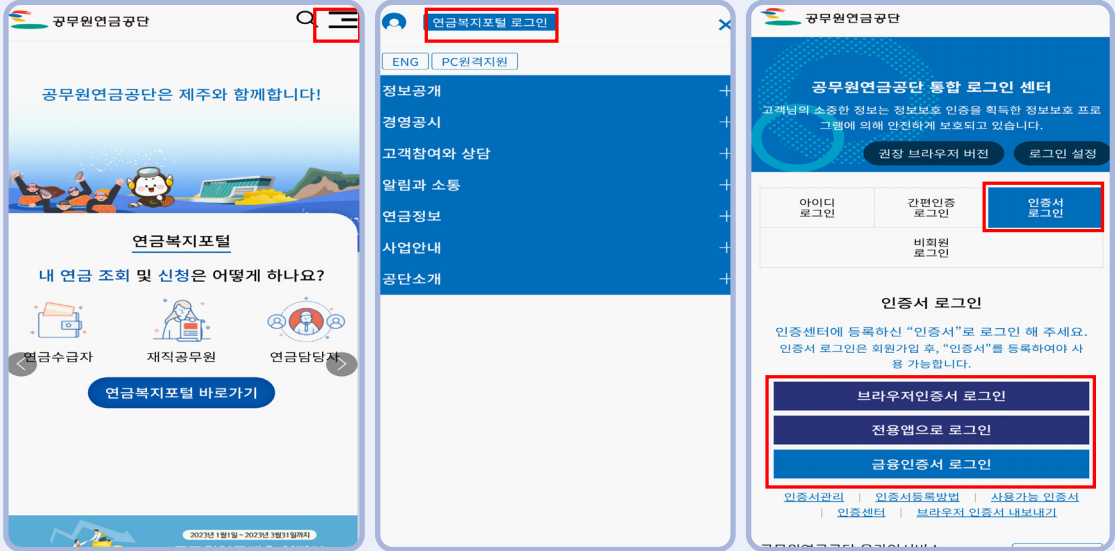 공무원연금공단
공무원연금공단은 제주와 함께합니다!
연금복지포털
내 연금 조회 및 신청은 어떻게 하나요?
연금수급자
재직공무원
연금담당자
연금복지포털 바로가기
2023년 1월1일 ~ 2023년 3월31일까지
연금복지포털 로그인
ENG
PC원격지원
정보공개
경영공시
고객참여와 상담
알림과 소통
연금정보
사업안내
공단소개
공무원연금공단
공무원연금공단 통합 로그인 센터
고객님의 소중한 정보는 정보보호 인증을 획득한 정보보호 프로
그램에 의해 안전하게 보호되고 있습니다.
권장 브라우저 버전
로그인 설정
아이디
로그인
간편인증
로그인
인증서
로그인
비회원
로그인
인증서 로그인
인증센터에 등록하신 “인증서”로 로그인 해 주세요.
인증서 로그인은 회원가입 후, “인증서”를 등록하여야 사
용 가능합니다.
브라우저인증서 로그인
전용앱으로 로그인
금융인증서 로그인
인증서관리 | 인증서등록방법 | 사용가능 인증서
| 인증센터 | 브라우저 인증서 내보내기